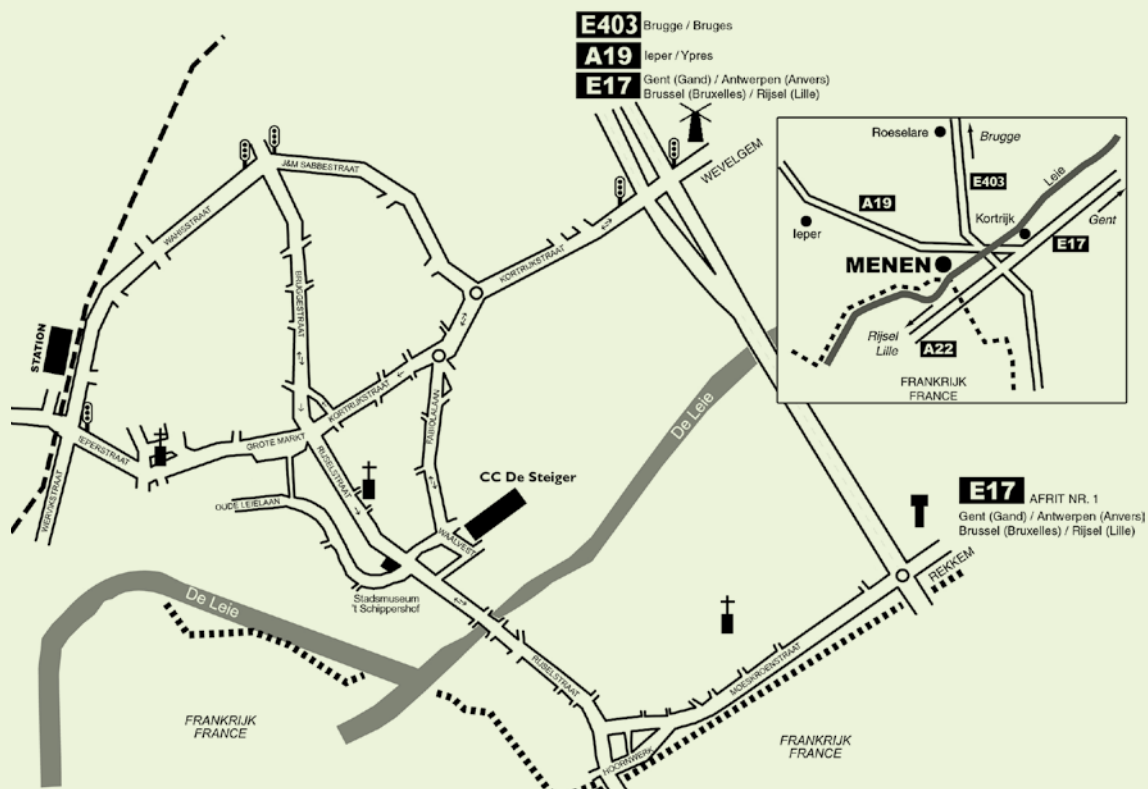 E403 Brugge / Bruges
A19 Ieper / Ypres
E17 Gent (Gand) / Antwerpen (Anvers)
Brussel (Bruxelles) / Rijsel (Lille)
Roeselare
Brugge
Leie
E403
A19
Kortrijk
Ieper
Gent
E17
MENEN
Rijsel
Lille
A22
FRANKRIJK
FRANCE
J&M SABBESTRAAT
WEVELGEM
WAHISSTRAAT
BRUGGESTRAAT
KORTRIJKSTRAAT
STATION
KORTRIJKSTRAAT
FABIOLALAAN
De Leie
IEPERSTRAAT
GROTE MARKT
RIJSELSTRAAT
WERVIKSTRAAT
CC De Steiger
OUDE LEIELAAN
WAALVEST
E17 AFRIT NR. 1
Gent (Gand) / Antwerpen (Anvers)
Brussel (Bruxelles) / Rijsel (Lille)
REKKEM
Stadsmuseum
't Schippershof
De Leie
RIJSELSTRAAT
MOESKROENSTRAAT
HOORNWERK
FRANKRIJK
FRANCE
FRANKRIJK
FRANCE